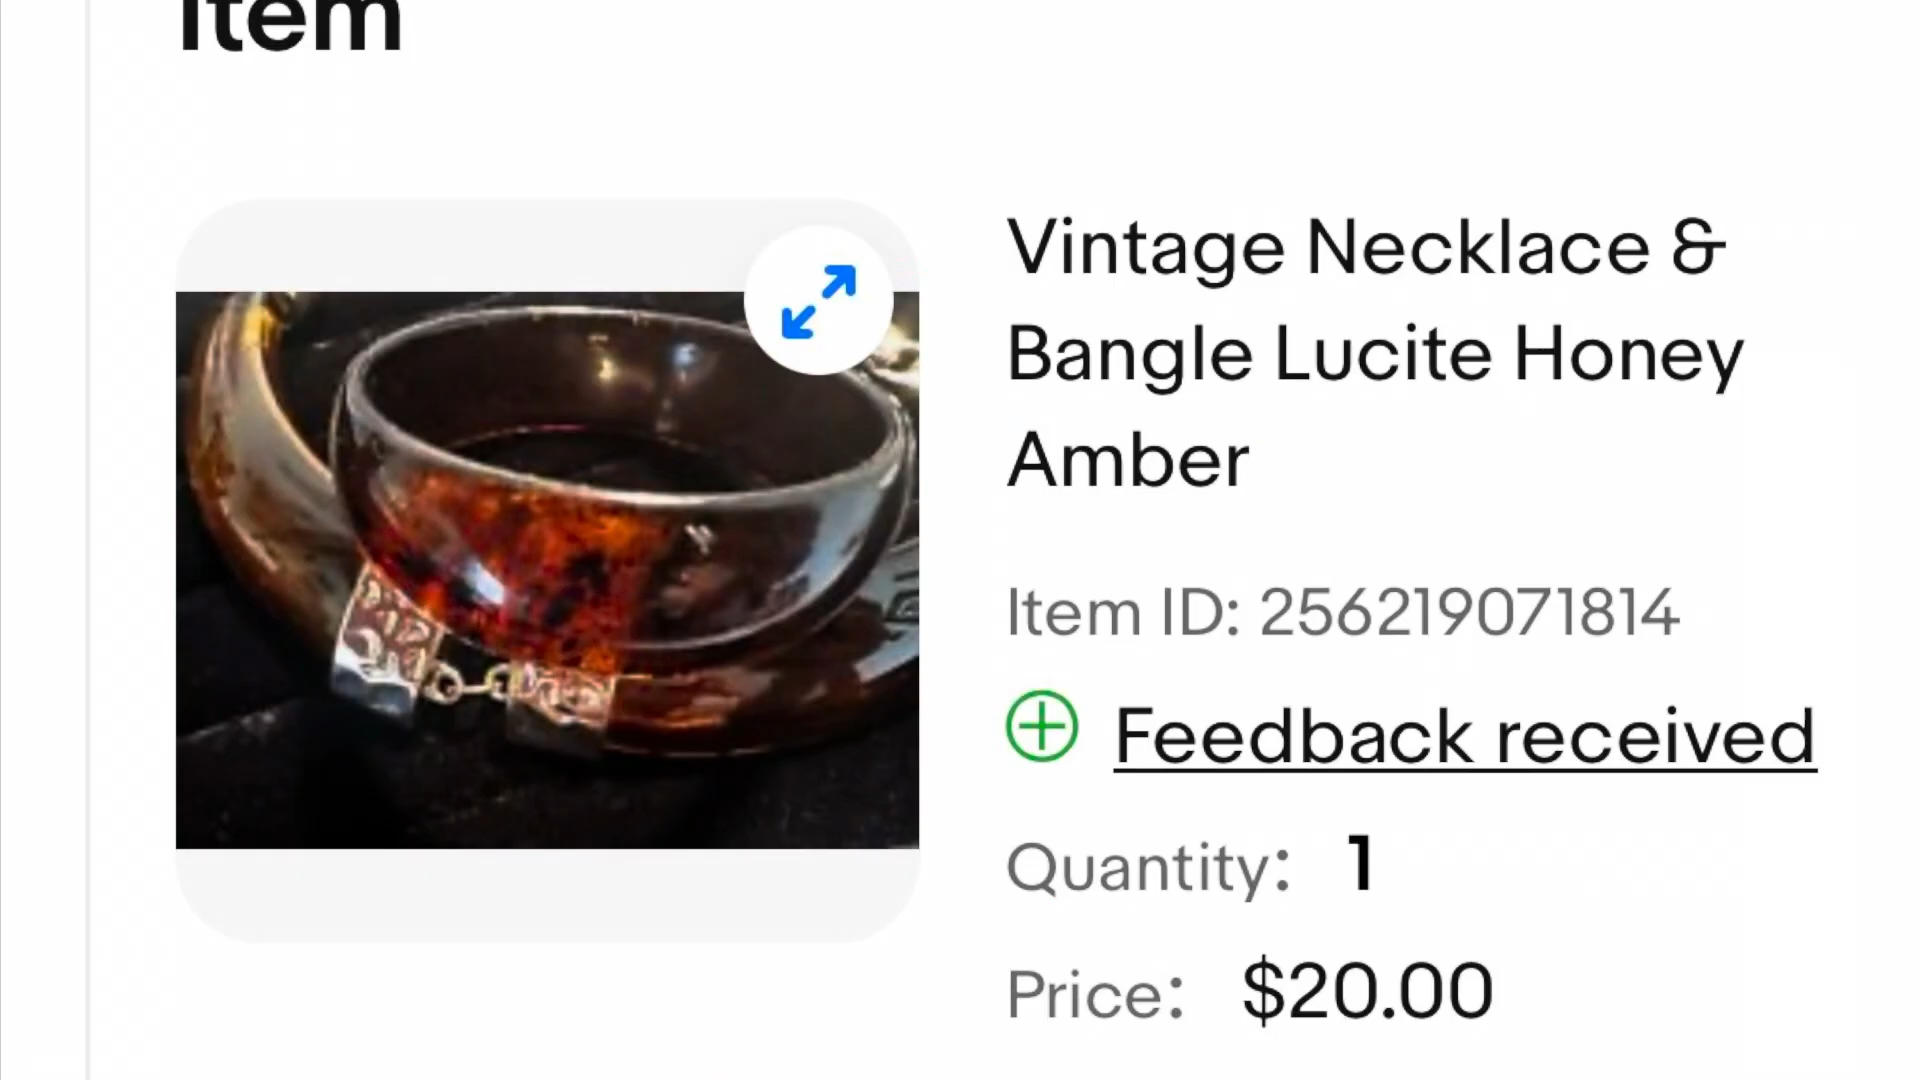 Item
Vintage Necklace &
Bangle Lucite Honey
Amber
Item ID: 256219071814
Feedback received
Quantity: 1
Price: $20.00